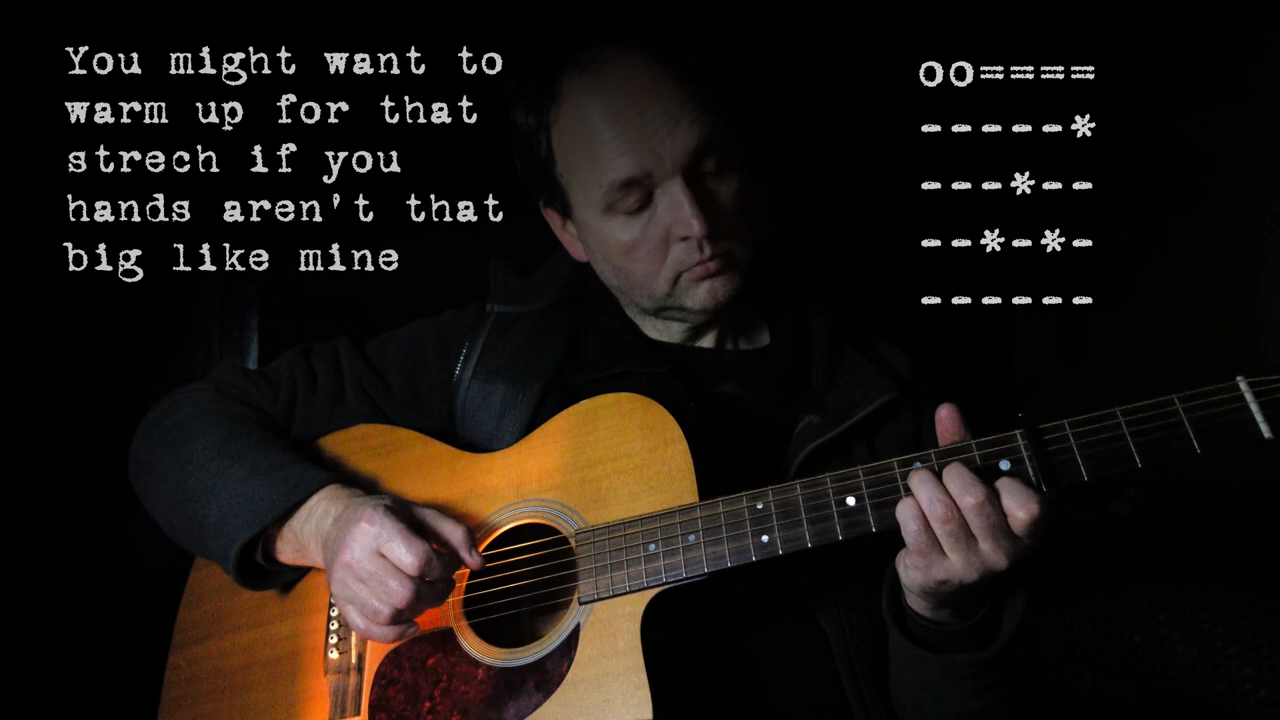 You might want to
warm up for that
strech if you
hands aren't that
big like mine
oo====
-----*
---*--
--*-*-
------